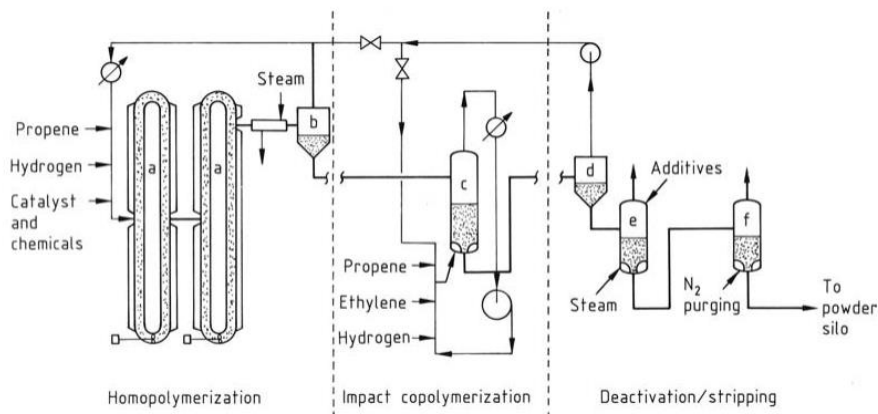 Steam
Propene
Hydrogen
Catalyst
and
chemicals
a
a
b
c
Propene
Ethylene
Hydrogen
d
Additives
e
f
Steam
N2
purging
To
powder
silo
Homopolymerization
Impact copolymerization
Deactivation/stripping